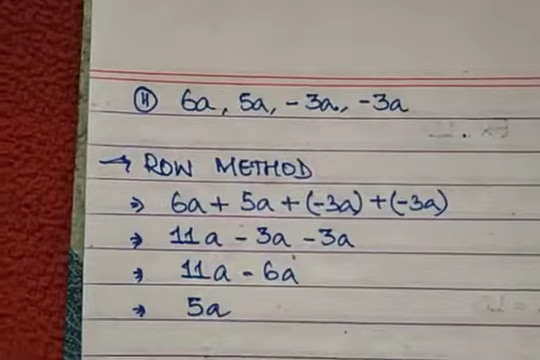 (ii) 6a, 5a, -3a, -3a
→ ROW METHOD
⇒ 6a + 5a + (-3a) + (-3a)
⇒ 11a - 3a - 3a
⇒ 11a - 6a
⇒ 5a